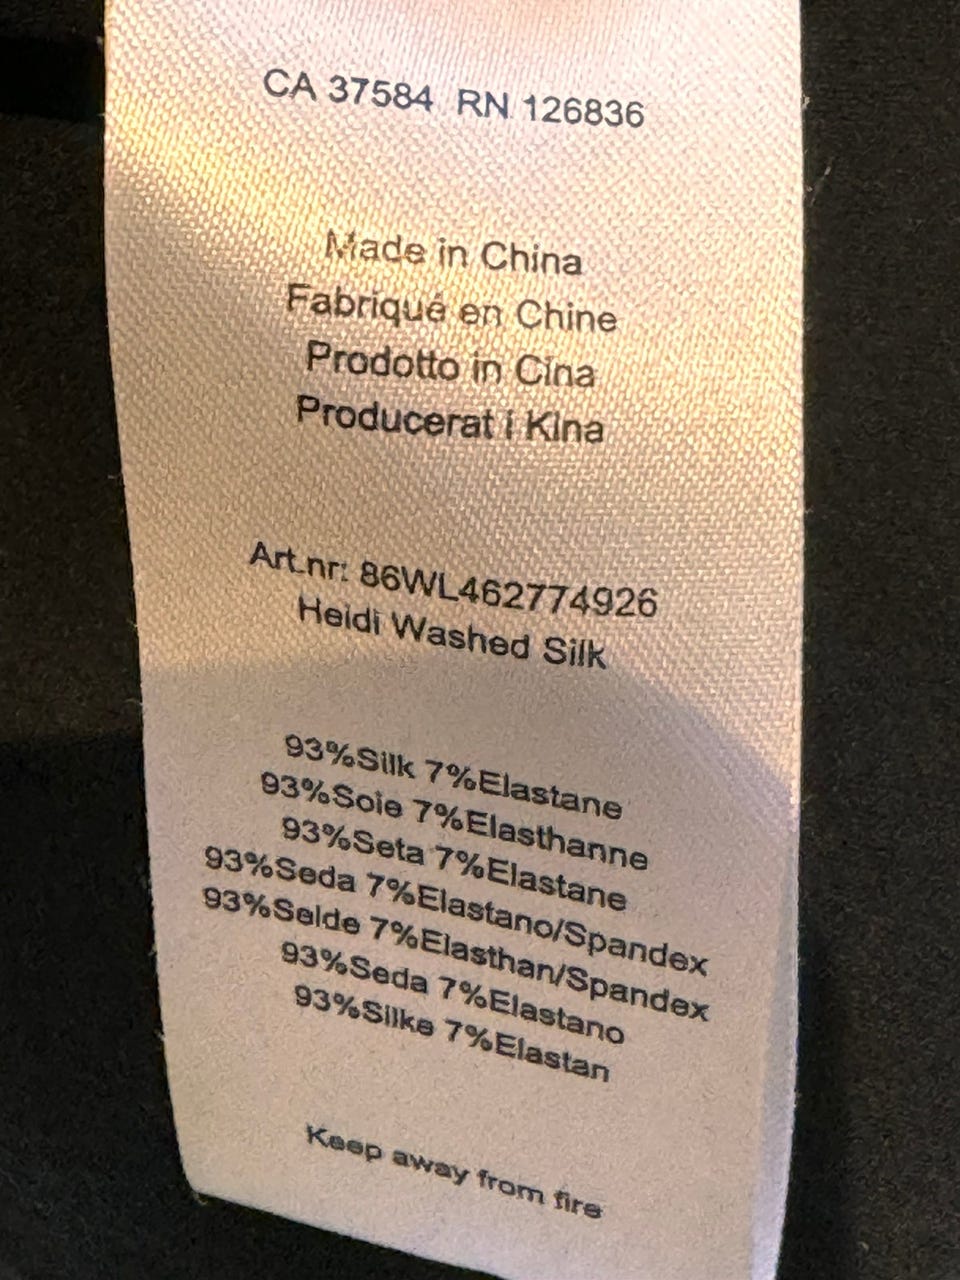 CA 37584 RN 126836
Made in China
Fabriqué en Chine
Prodotto in Cina
Producerat i Kina
Art.nr: 86WL462774926
Heidi Washed Silk
93%Silk 7%Elastane
93%Soie 7%Elasthanne
93%Seta 7%Elastane
93%Seda 7%Elastano/Spandex
93%Seide 7%Elasthan/Spandex
93%Seda 7%Elastano
93%Silke 7%Elastan
Keep away from fire